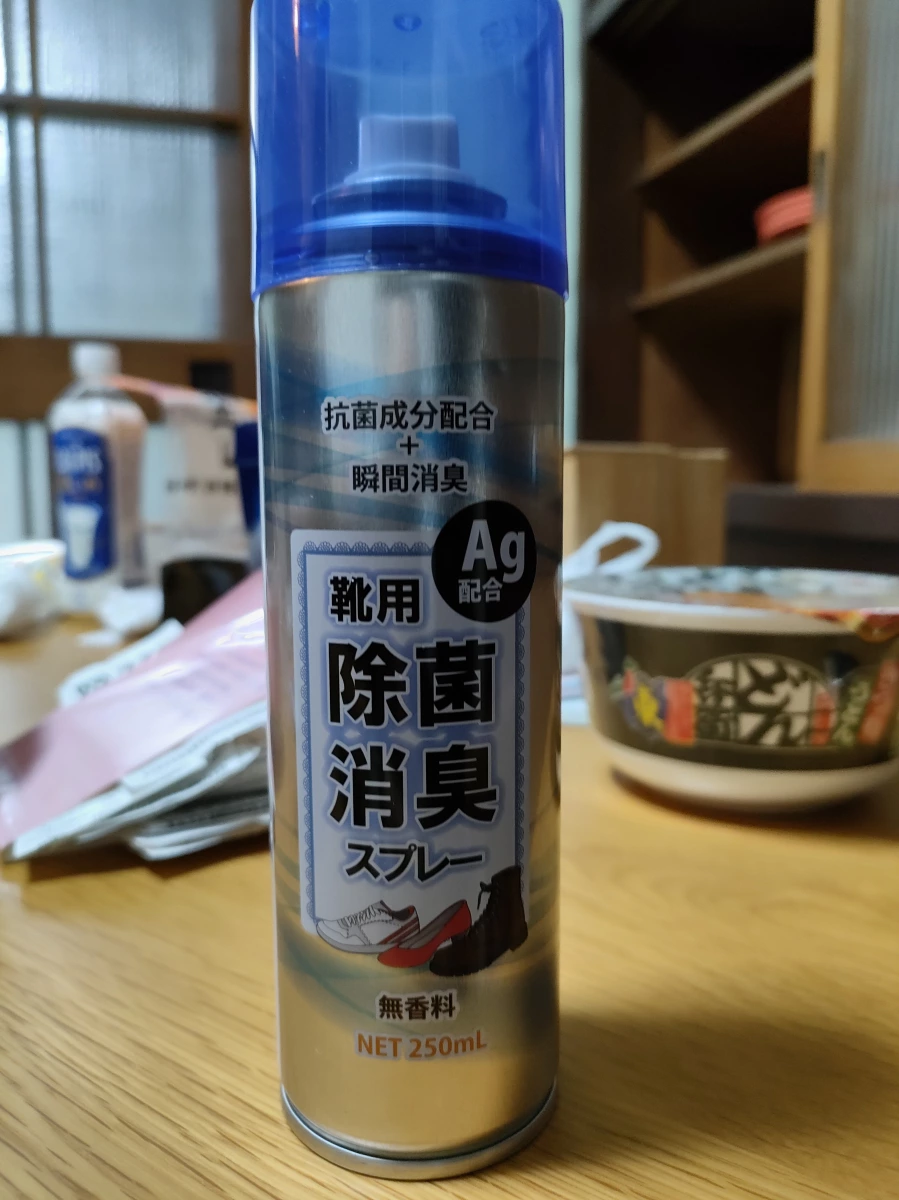 抗菌成分配合
+
瞬間消臭
Ag
配合
靴用
除菌
消臭
スプレー
無香料
NET 250mL